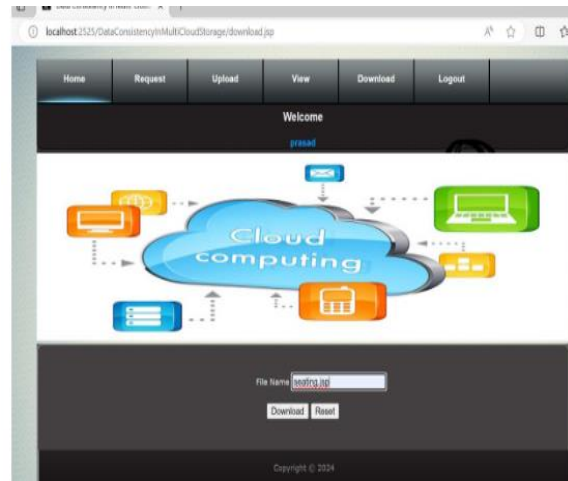 localhost:2525/DataConsistencyInMultiCloudStorage/download.jsp
Home Request Upload View Download Logout
Welcome
prasad
Cloud
computing
File Name seating.jsp
Download Reset
Copyright © 2024